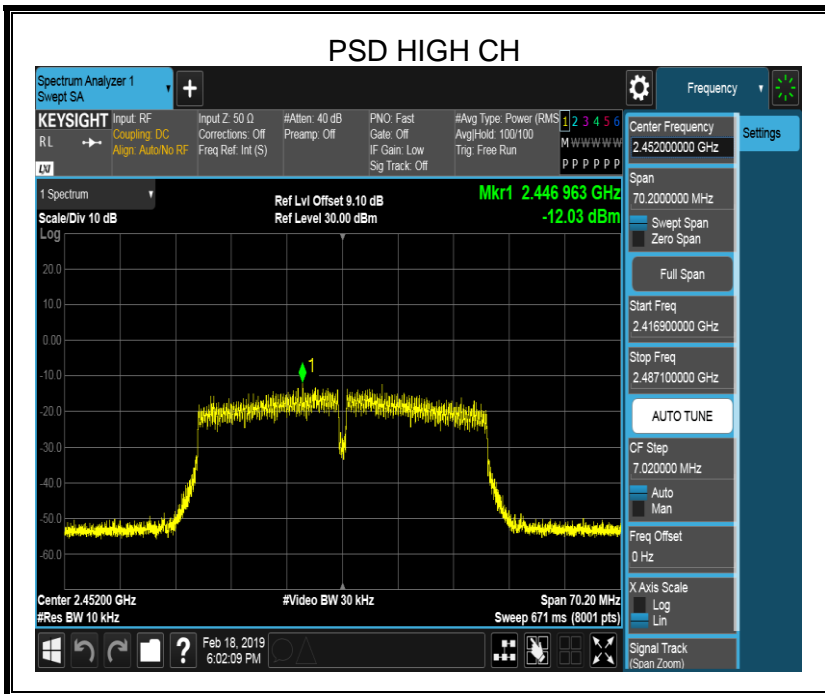 PSD HIGH CH
Spectrum Analyzer 1
Swept SA
+
Frequency
KEYSIGHT
RL
LXI
Input: RF
Coupling: DC
Align: Auto/No RF
Input Z: 50 Ω
Corrections: Off
Freq Ref: Int (S)
#Atten: 40 dB
Preamp: Off
PNO: Fast
Gate: Off
IF Gain: Low
Sig Track: Off
#Avg Type: Power (RMS
Avg|Hold: 100/100
Trig: Free Run
1 2 3 4 5 6
M W W W W W
P P P P P P
1 Spectrum
Scale/Div 10 dB
Log
Ref Lvl Offset 9.10 dB
Ref Level 30.00 dBm
Mkr1 2.446 963 GHz
-12.03 dBm
20.0
10.0
0.00
-10.0
-20.0
-30.0
-40.0
-50.0
-60.0
1
Center 2.45200 GHz
#Res BW 10 kHz
#Video BW 30 kHz
Span 70.20 MHz
Sweep 671 ms (8001 pts)
?
Feb 18, 2019
6:02:09 PM
Center Frequency
2.452000000 GHz
Settings
Span
70.2000000 MHz
Swept Span
Zero Span
Full Span
Start Freq
2.416900000 GHz
Stop Freq
2.487100000 GHz
AUTO TUNE
CF Step
7.020000 MHz
Auto
Man
Freq Offset
0 Hz
X Axis Scale
Log
Lin
Signal Track
(Span Zoom)